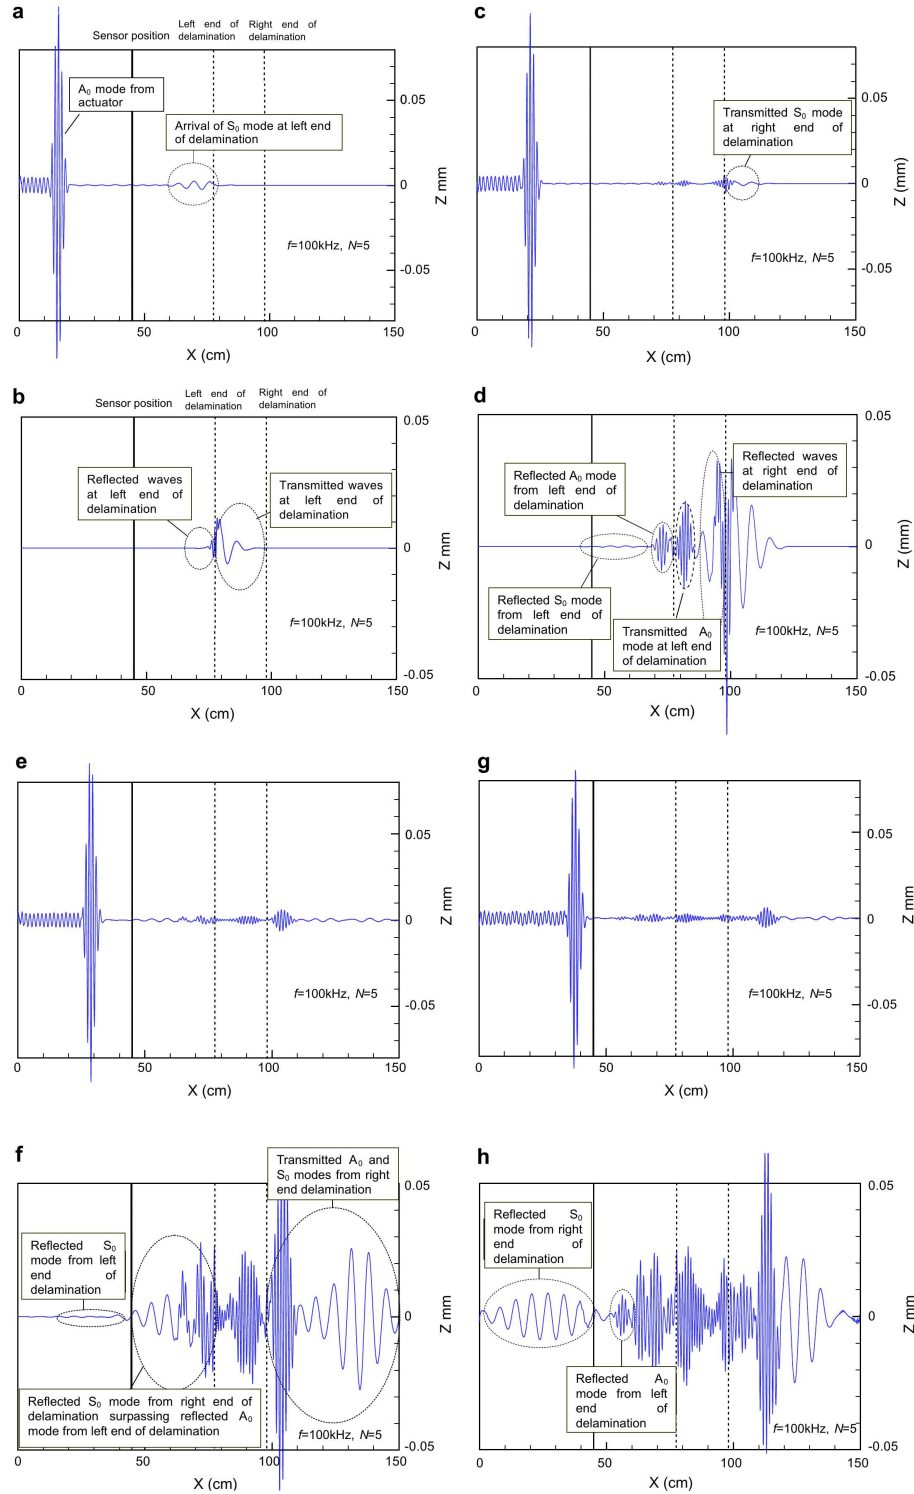 a
Left end of
delamination
Right end of
delamination
Sensor position
A0 mode from
actuator
Arrival of S0 mode at left end
of delamination
0.05
0
-0.05
Z mm
f=100kHz, N=5
0 50 100 150
X (cm)
c
Transmitted S0 mode
at right end of
delamination
0.05
0
-0.05
Z (mm)
f=100kHz, N=5
0 50 100 150
X (cm)
b
Sensor position
Left end of
delamination
Right end of
delamination
Reflected waves
at left end of
delamination
Transmitted waves
at left end of
delamination
0.05
0
-0.05
Z (mm)
f=100kHz, N=5
0 50 100 150
X (cm)
d
Reflected A0 mode
from left end of
delamination
Reflected waves
at right end of
delamination
Reflected S0 mode
from left end of
delamination
Transmitted A0
mode at left end
of delamination
0.05
0
-0.05
Z (mm)
f=100kHz, N=5
0 50 100 150
X (cm)
e
0.05
0
-0.05
Z mm
f=100kHz, N=5
0 50 100 150
X (cm)
g
0.05
0
-0.05
Z mm
f=100kHz, N=5
0 50 100 150
X (cm)
f
Transmitted A0 and
S0 modes from right
end delamination
Reflected S0
mode from left
end of
delamination
Reflected S0 mode from right end of
delamination surpassing reflected A0
mode from left end of delamination
0.05
0
-0.05
Z mm
f=100kHz, N=5
0 50 100 150
X (cm)
h
Reflected S0
mode from right
end of
delamination
Reflected A0
mode from left
end of
delamination
0.05
0
-0.05
Z mm
f=100kHz, N=5
0 50 100 150
X (cm)